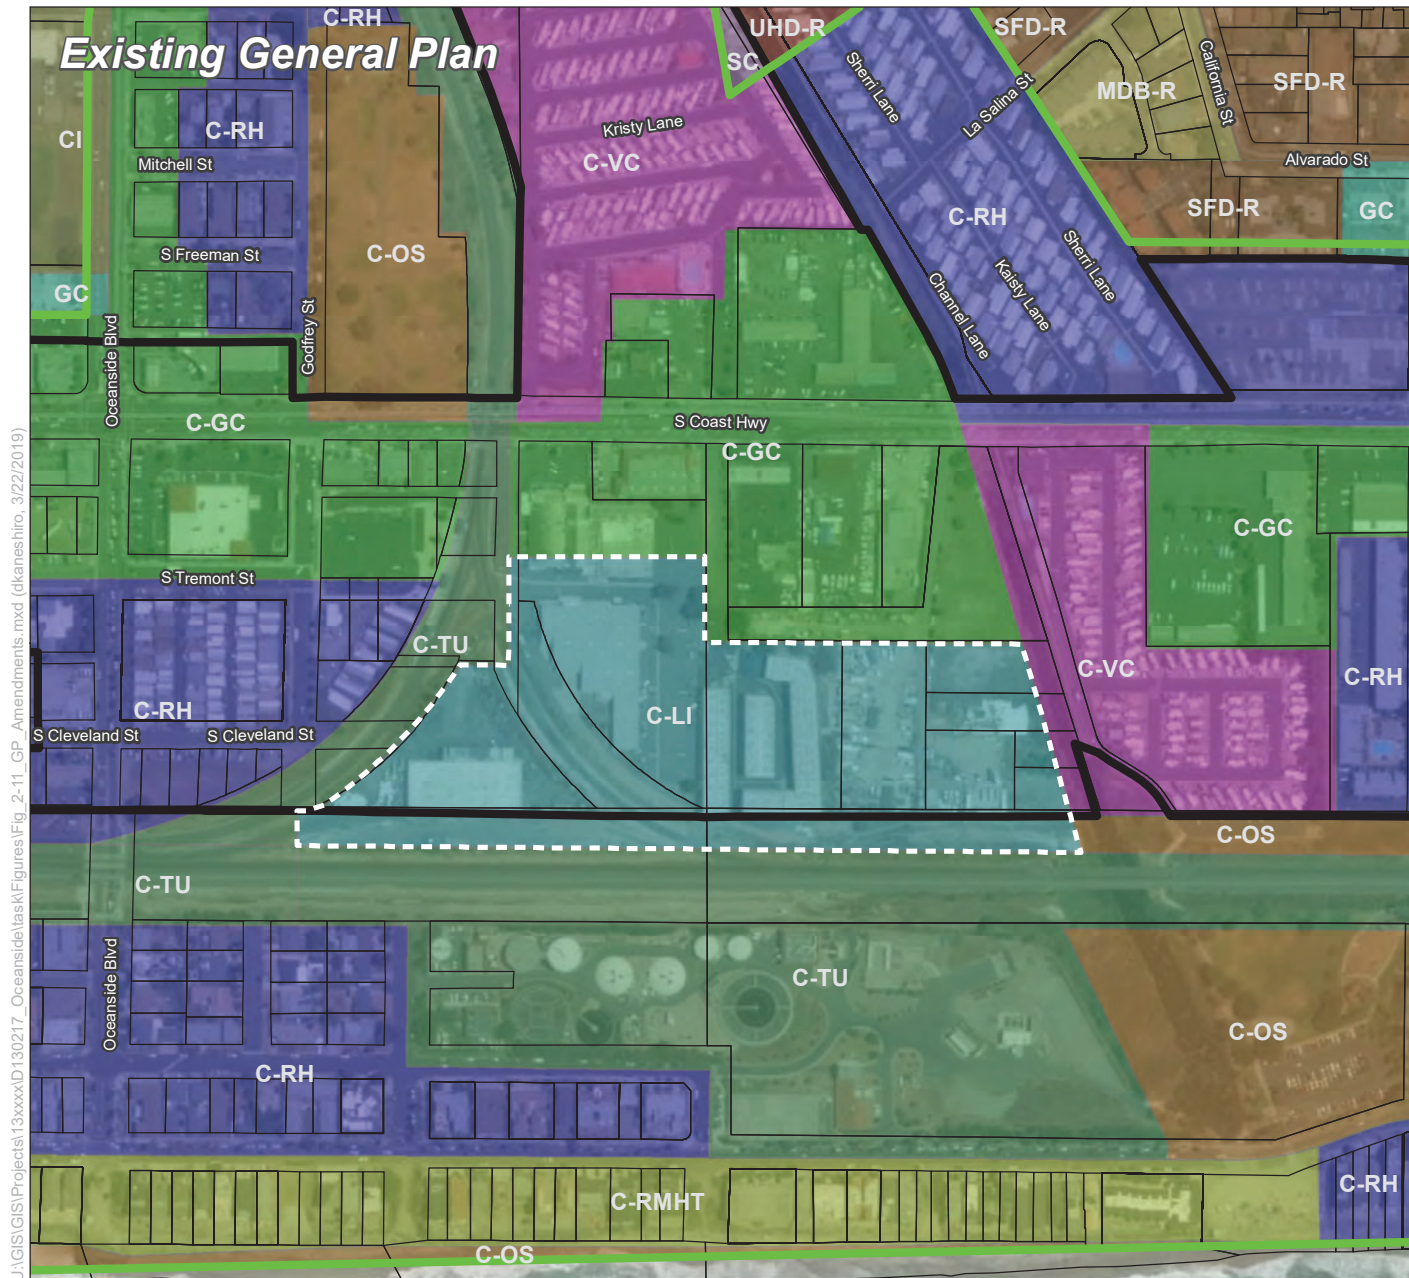 C-RH
UHD-R
SFD-R
Existing General Plan
SC
Sherri Lane
La Salina St
California St
MDB-R
SFD-R
CI
C-RH
Kristy Lane
Mitchell St
C-VC
Alvarado St
C-RH
SFD-R
GC
S Freeman St
C-OS
Sherri Lane
Kaisty Lane
GC
Channel Lane
Godfrey St
Oceanside Blvd
C-GC
S Coast Hwy
C-GC
C-GC
S Tremont St
C-TU
C-VC
C-RH
C-RH
C-LI
S Cleveland St
S Cleveland St
C-OS
C-TU
Oceanside Blvd
C-TU
C-OS
C-RH
C-RH
C-RMHT
C-OS
J:\GIS\GIS\Projects\13xxxx\D130217_Oceanside\task\Figures\Fig_2-11_GP_Amendments.mxd (dkaneshiro, 3/22/2019)